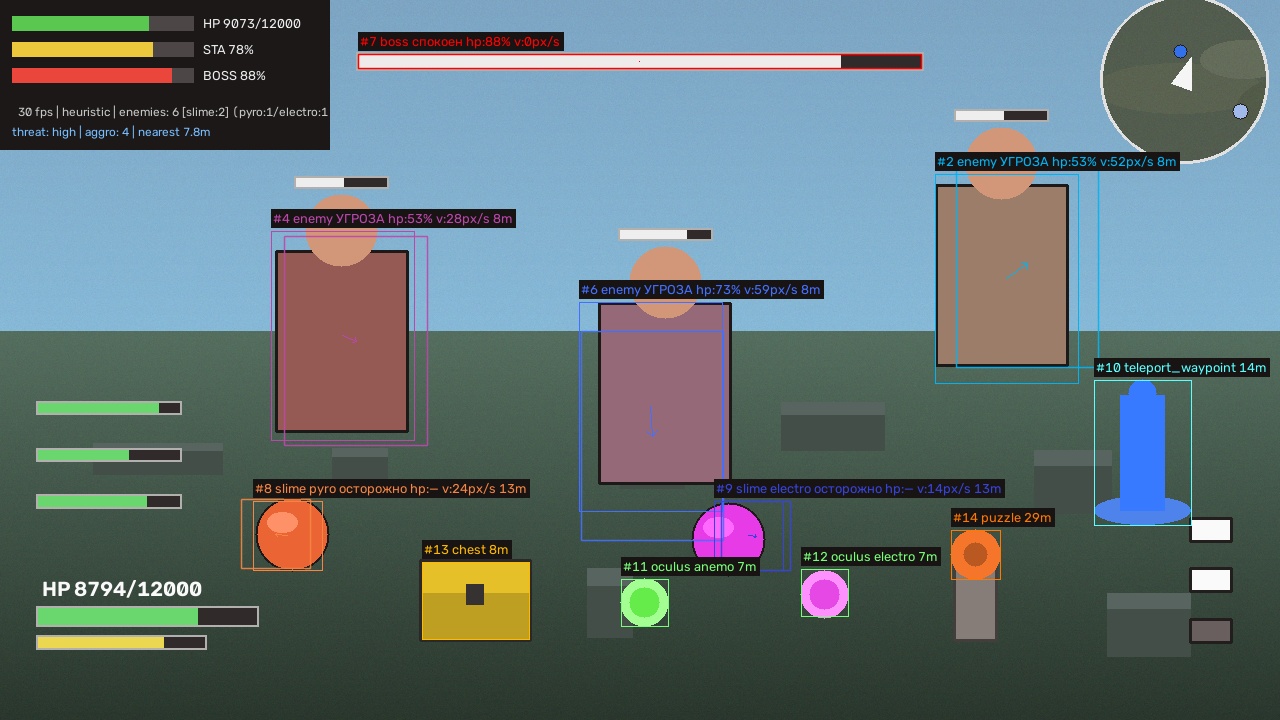 HP 9073/12000
STA 78%
BOSS 88%
30 fps | heuristic | enemies: 6 [slime:2] (pyro:1/electro:1
threat: high | aggro: 4 | nearest 7.8m
#7 boss спокоен hp:88% v:0px/s
#2 enemy УГРОЗА hp:53% v:52px/s 8m
#4 enemy УГРОЗА hp:53% v:28px/s 8m
#6 enemy УГРОЗА hp:73% v:59px/s 8m
#10 teleport_waypoint 14m
#8 slime pyro осторожно hp:— v:24px/s 13m
#9 slime electro осторожно hp:— v:14px/s 13m
#14 puzzle 29m
#13 chest 8m
#12 oculus electro 7m
#11 oculus anemo 7m
HP 8794/12000